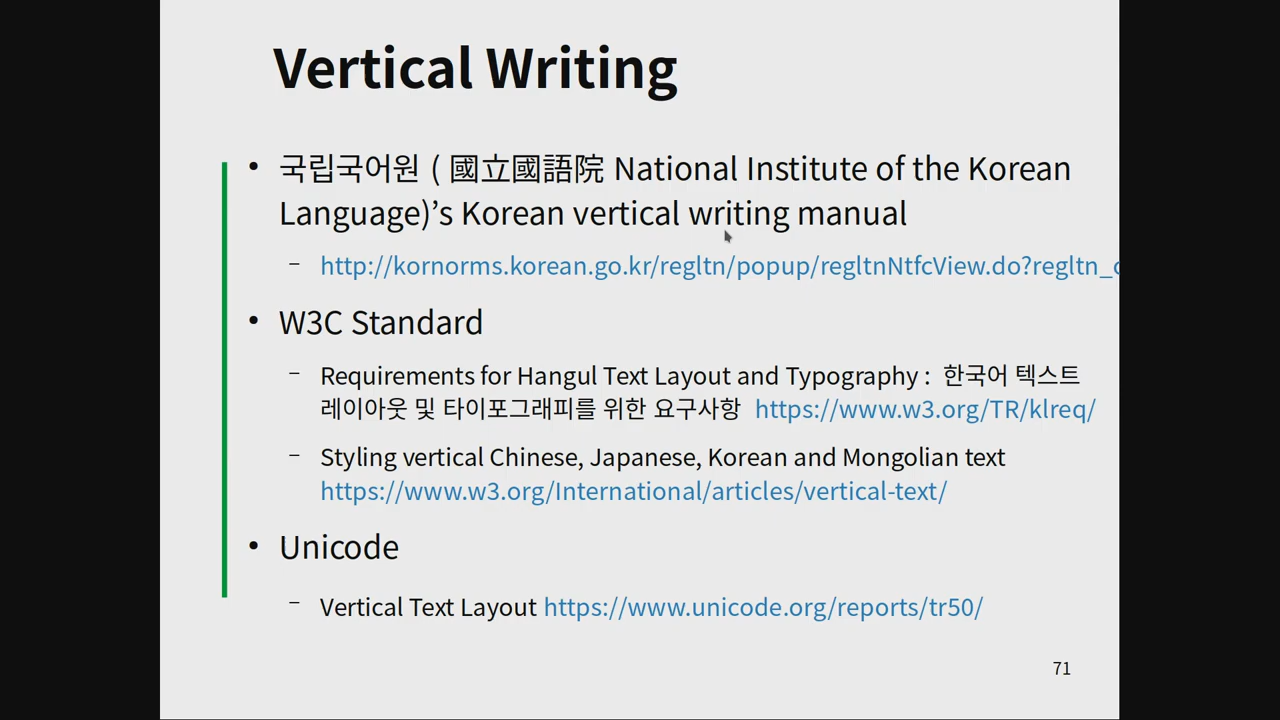 Vertical Writing
• 국립국어원 ( 國立國語院 National Institute of the Korean
Language)’s Korean vertical writing manual
– http://kornorms.korean.go.kr/regltn/popup/regltnNtfcView.do?regltn_
• W3C Standard
– Requirements for Hangul Text Layout and Typography : 한국어 텍스트
레이아웃 및 타이포그래피를 위한 요구사항 https://www.w3.org/TR/klreq/
– Styling vertical Chinese, Japanese, Korean and Mongolian text
https://www.w3.org/International/articles/vertical-text/
• Unicode
– Vertical Text Layout https://www.unicode.org/reports/tr50/
71